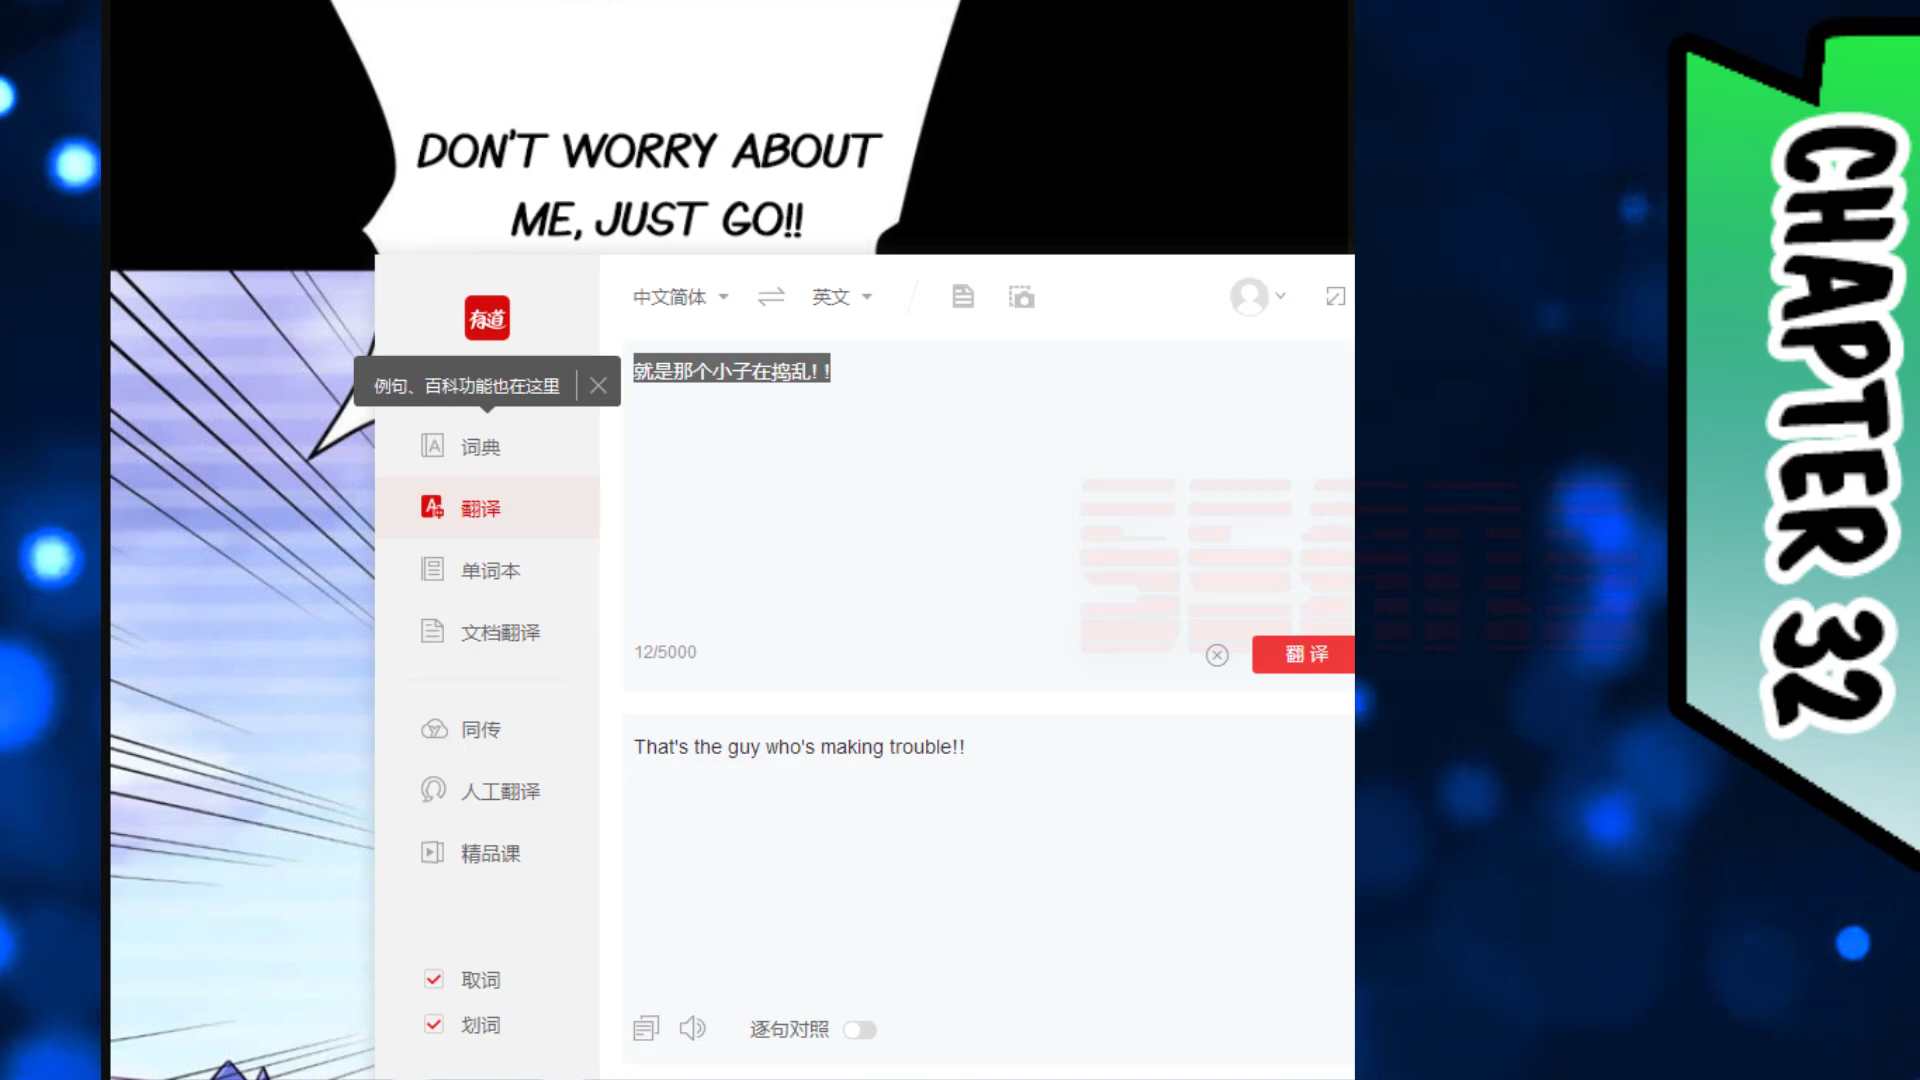 DON'T WORRY ABOUT
ME, JUST GO!!
有道
中文简体
英文
例句、百科功能也在这里
就是那个小子在捣乱!!
词典
翻译
单词本
文档翻译
12/5000
翻 译
同传
That's the guy who's making trouble!!
人工翻译
精品课
取词
划词
逐句对照
CHAPTER 32